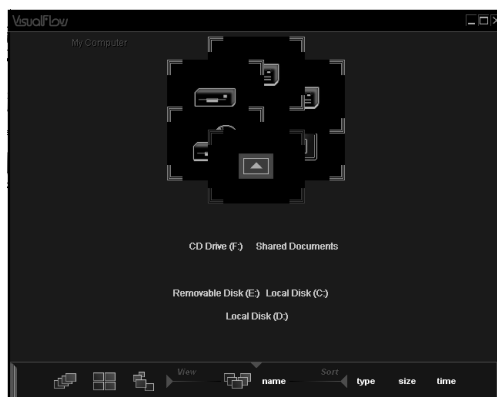 VisualFlow
My Computer
CD Drive (F:) Shared Documents
Removable Disk (E:) Local Disk (C:)
Local Disk (D:)
View name Sort type size time